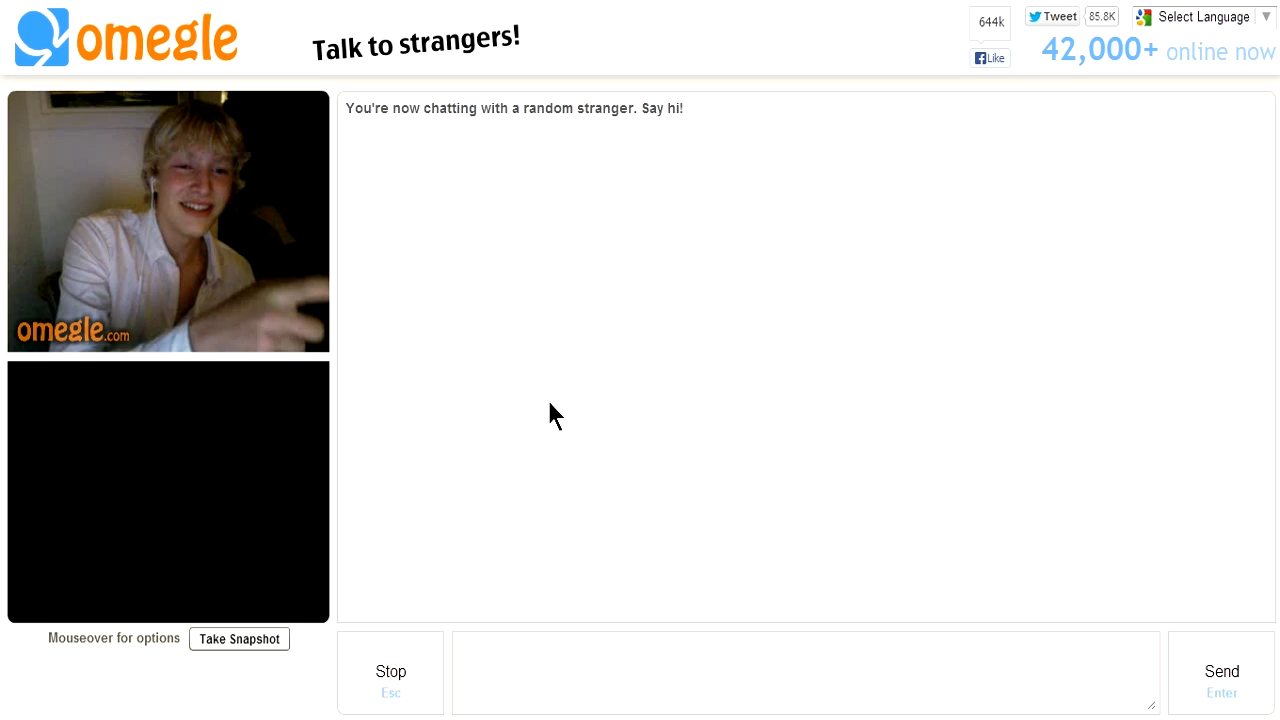 omegle
Talk to strangers!
644k
Like
Tweet
85.8K
Select Language
42,000+ online now
You're now chatting with a random stranger. Say hi!
omegle.com
Mouseover for options
Take Snapshot
Stop
Esc
Send
Enter